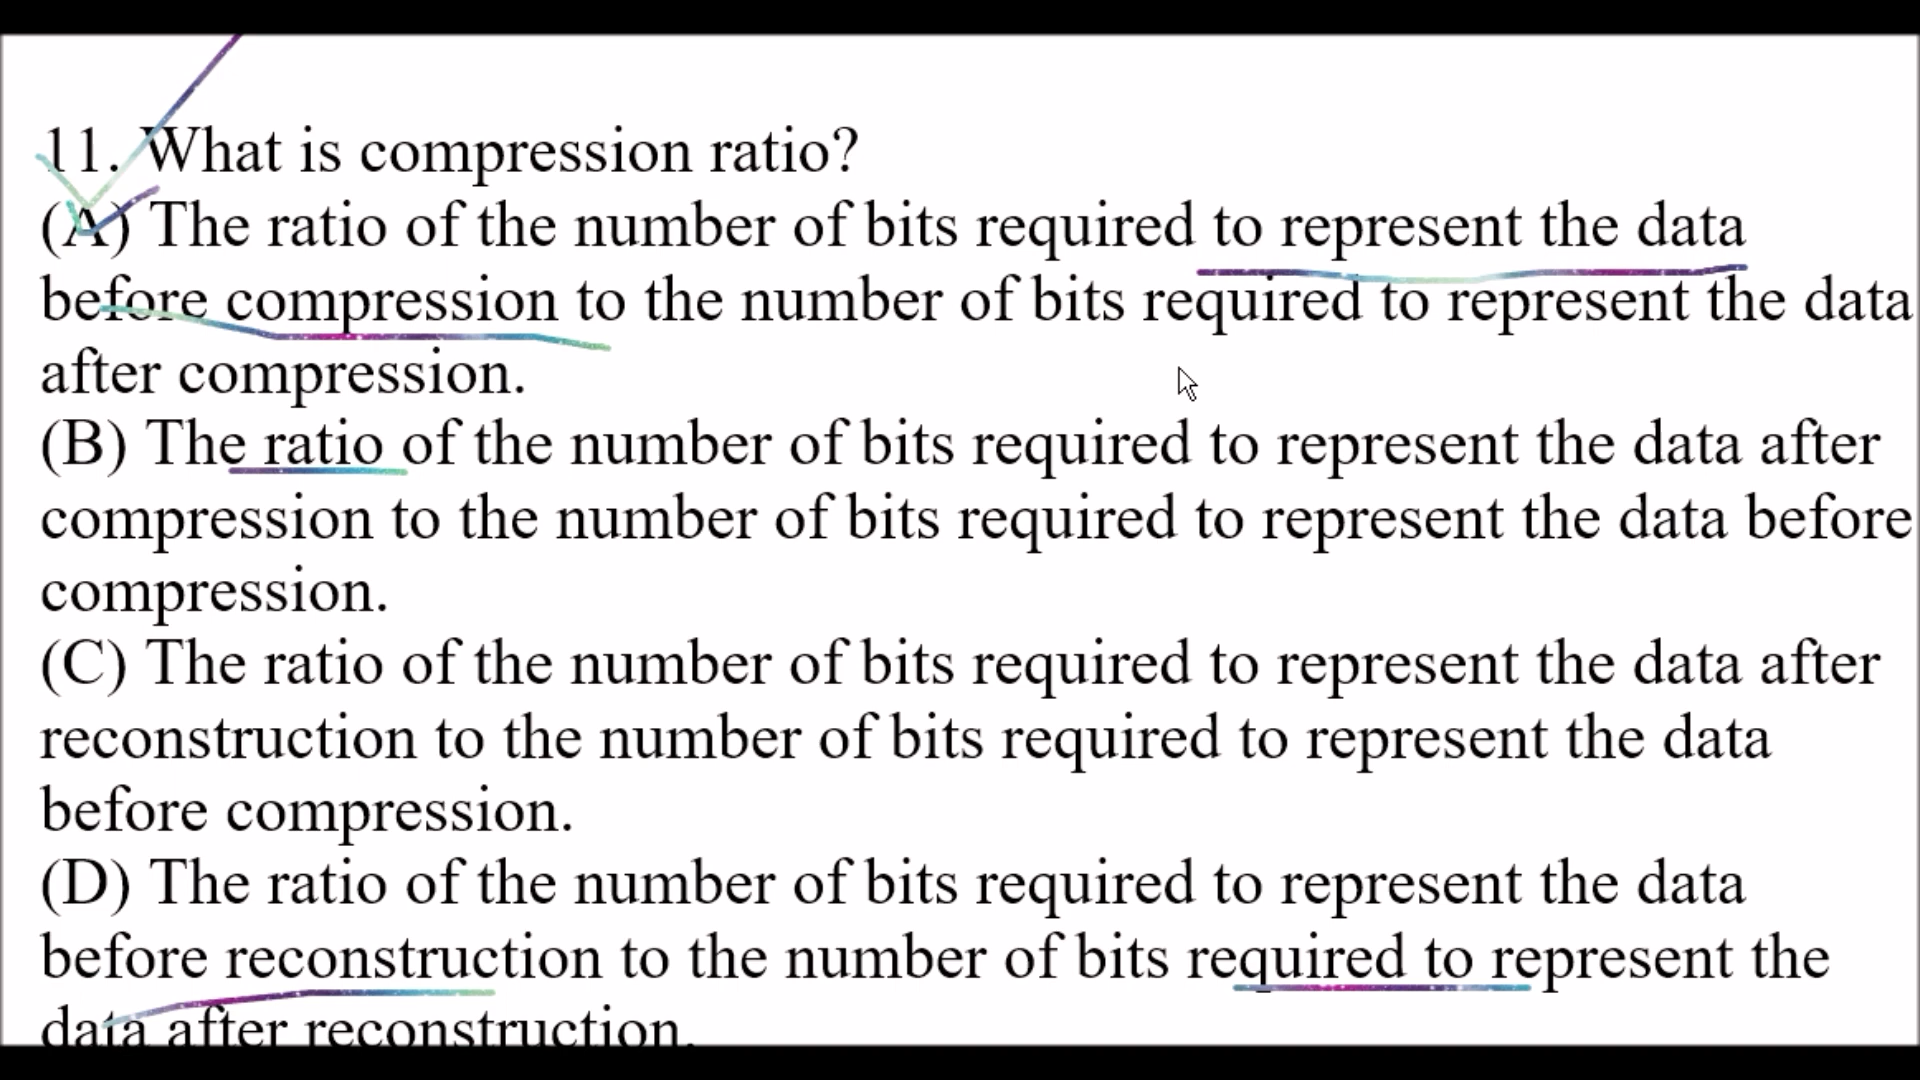 11. What is compression ratio?
(A) The ratio of the number of bits required to represent the data
before compression to the number of bits required to represent the data
after compression.
(B) The ratio of the number of bits required to represent the data after
compression to the number of bits required to represent the data before
compression.
(C) The ratio of the number of bits required to represent the data after
reconstruction to the number of bits required to represent the data
before compression.
(D) The ratio of the number of bits required to represent the data
before reconstruction to the number of bits required to represent the
data after reconstruction.